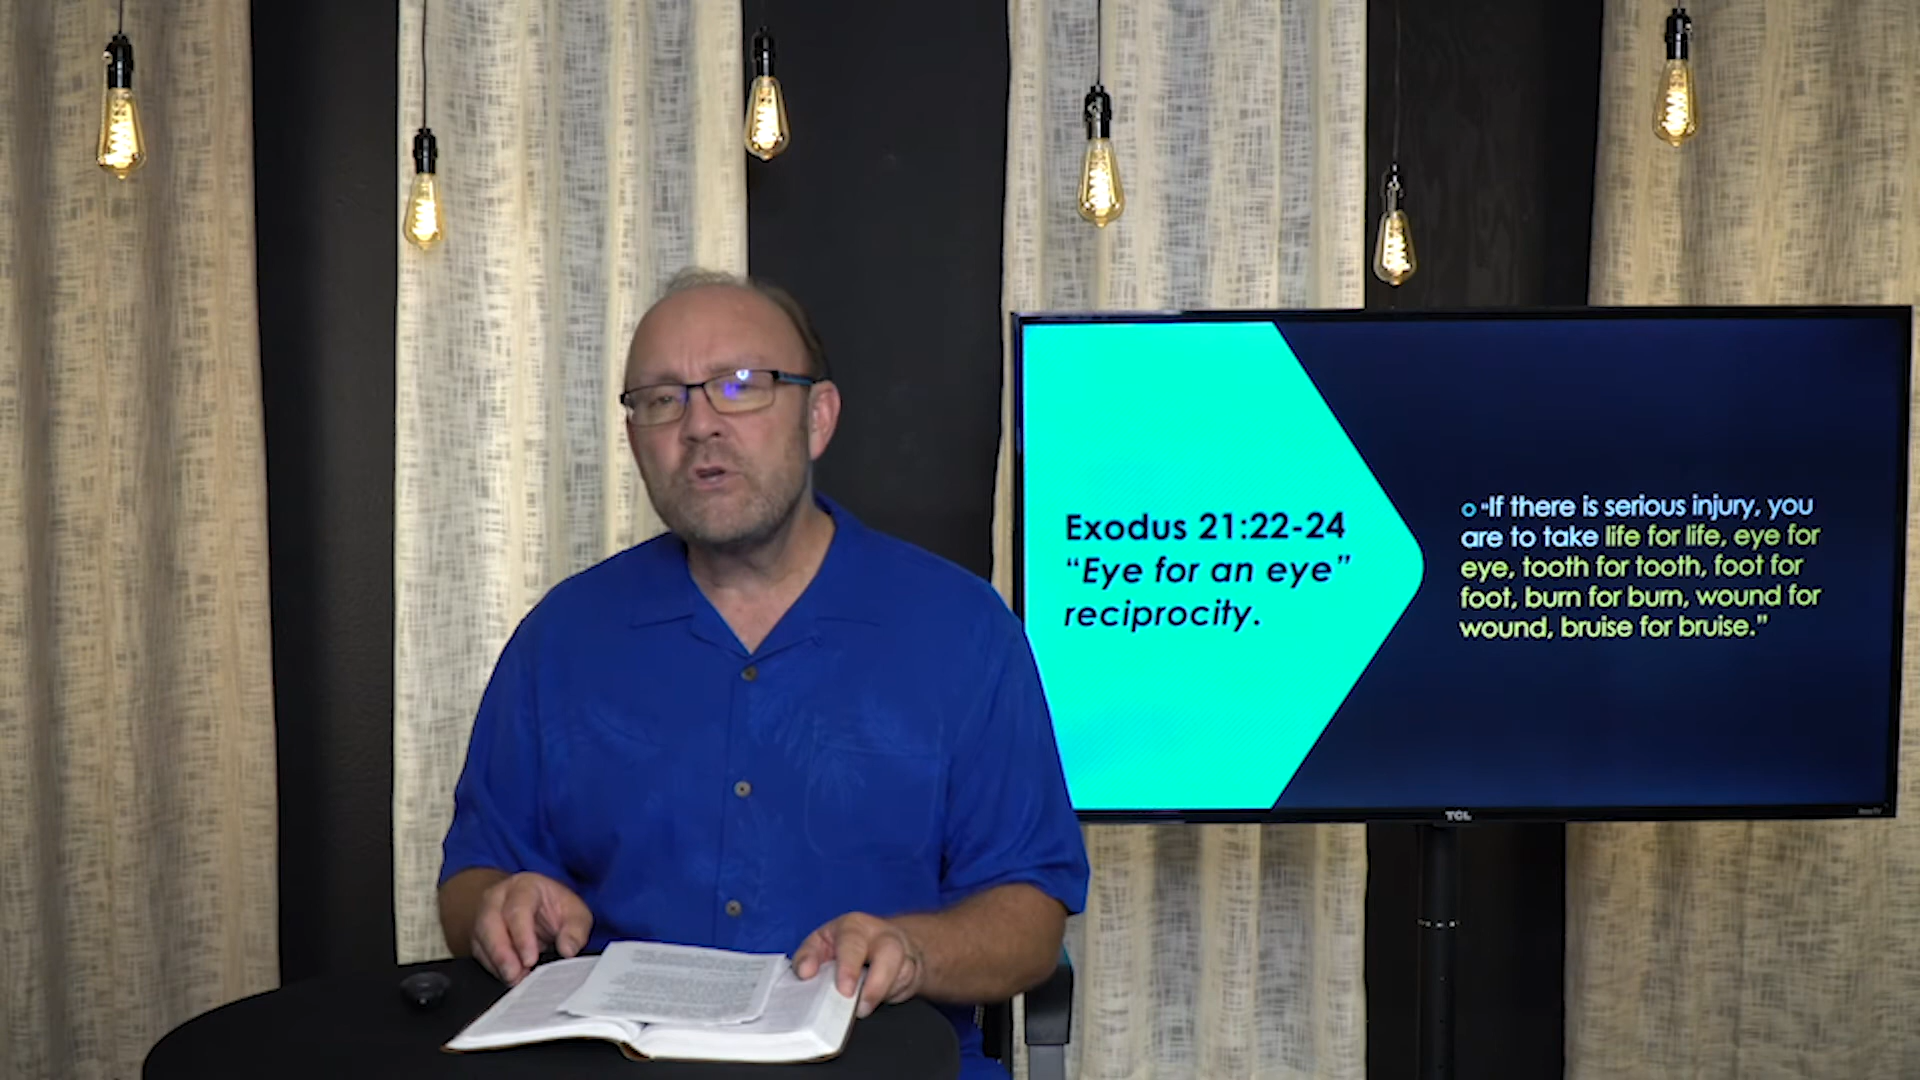 Exodus 21:22-24
“Eye for an eye”
reciprocity.
“If there is serious injury, you
are to take life for life, eye for
eye, tooth for tooth, foot for
foot, burn for burn, wound for
wound, bruise for bruise.”
TCL